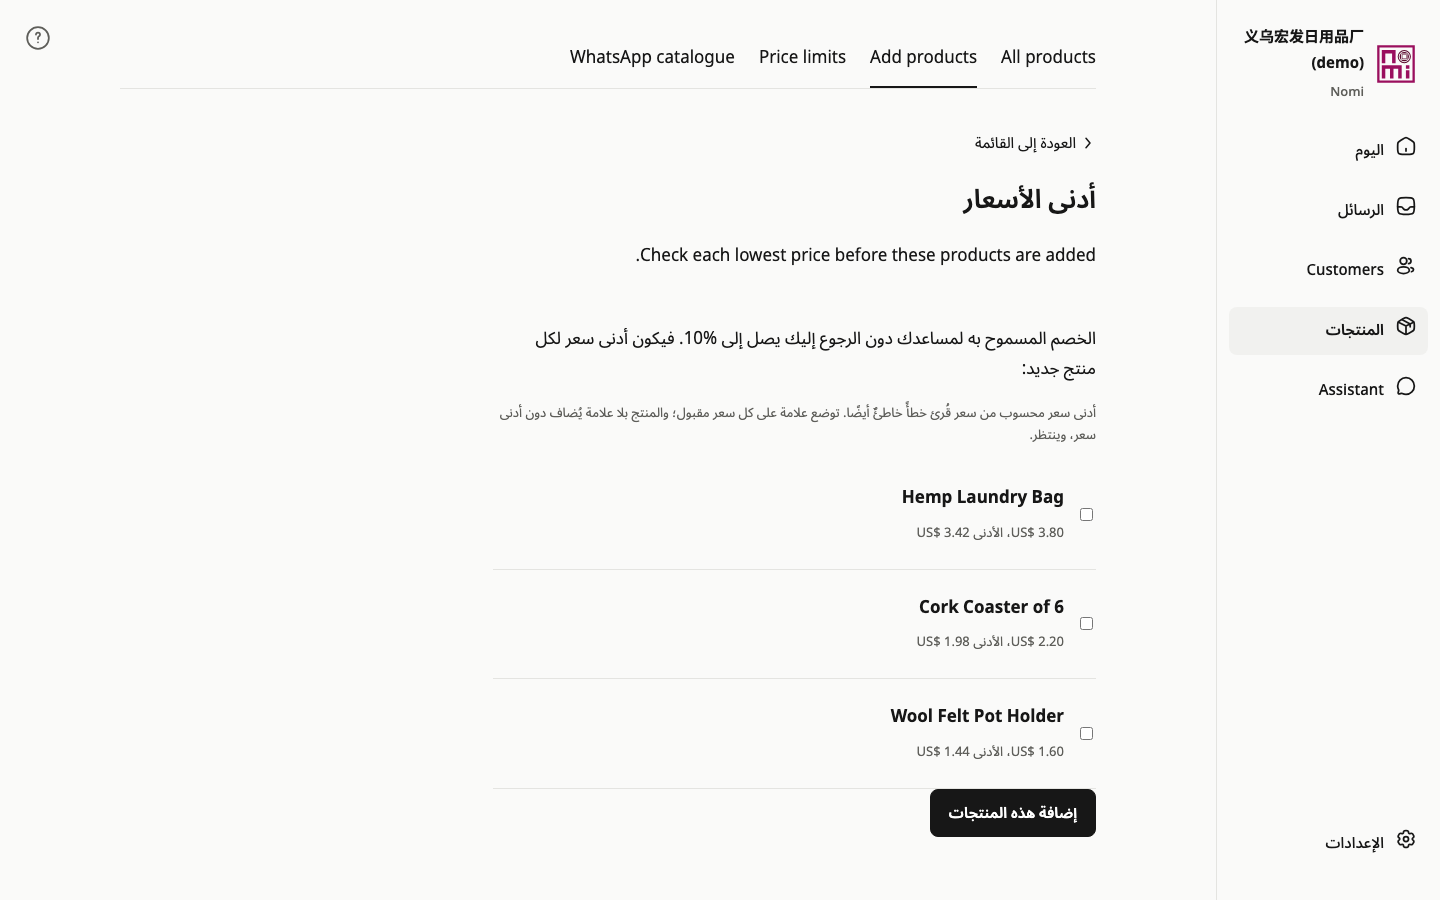 义乌宏发日用品厂
(demo)
Nomi
اليوم
الرسائل
Customers
المنتجات
Assistant
الإعدادات
All products
Add products
Price limits
WhatsApp catalogue
العودة إلى القائمة
أدنى الأسعار
Check each lowest price before these products are added.
الخصم المسموح به لمساعدك دون الرجوع إليك يصل إلى 10%. فيكون أدنى سعر لكل
منتج جديد:
أدنى سعر محسوب من سعر قُرئ خطأً خاطئٌ أيضًا. توضع علامة على كل سعر مقبول؛ والمنتج بلا علامة يُضاف دون أدنى
سعر، وينتظر.
Hemp Laundry Bag
US$ 3.80، الأدنى US$ 3.42
Cork Coaster of 6
US$ 2.20، الأدنى US$ 1.98
Wool Felt Pot Holder
US$ 1.60، الأدنى US$ 1.44
إضافة هذه المنتجات